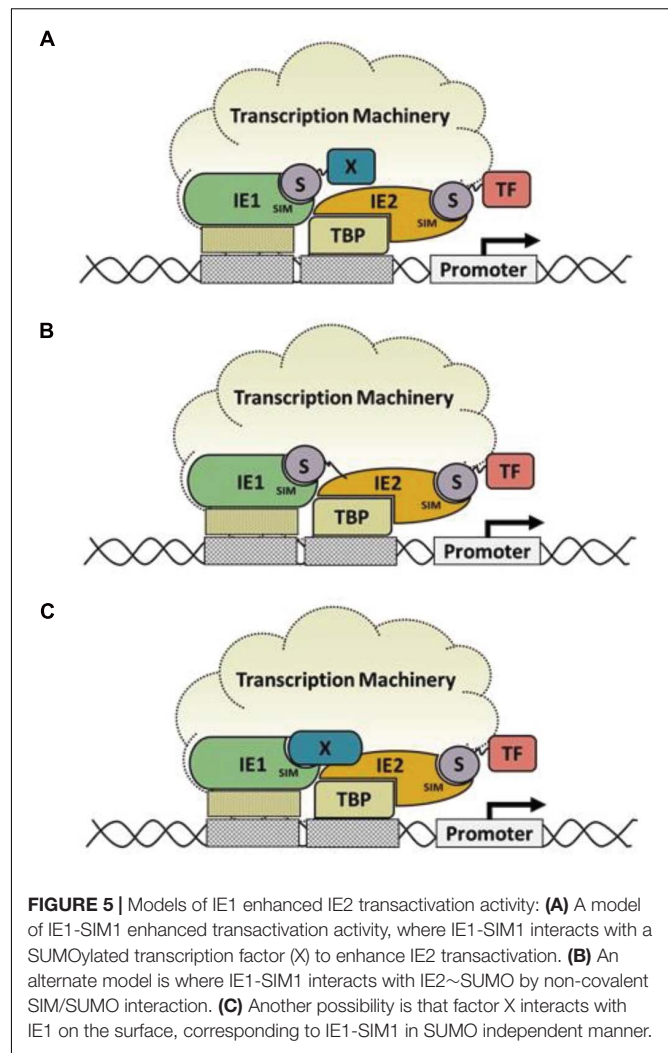 A
Transcription Machinery
S
X
IE1
SIM
IE2
SIM
S
TF
TBP
Promoter
B
Transcription Machinery
S
IE1
SIM
IE2
SIM
S
TF
TBP
Promoter
C
Transcription Machinery
X
IE1
SIM
IE2
SIM
S
TF
TBP
Promoter
FIGURE 5 | Models of IE1 enhanced IE2 transactivation activity: (A) A model
of IE1-SIM1 enhanced transactivation activity, where IE1-SIM1 interacts with a
SUMOylated transcription factor (X) to enhance IE2 transactivation. (B) An
alternate model is where IE1-SIM1 interacts with IE2~SUMO by non-covalent
SIM/SUMO interaction. (C) Another possibility is that factor X interacts with
IE1 on the surface, corresponding to IE1-SIM1 in SUMO independent manner.